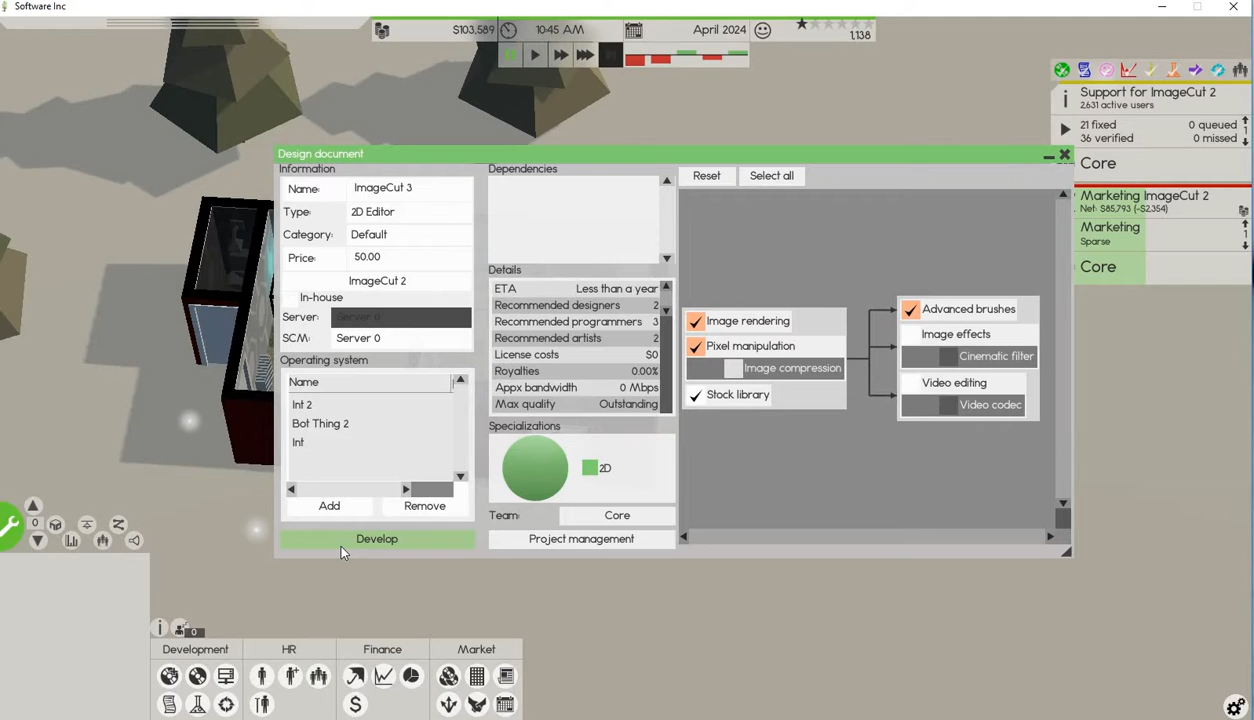 Software Inc
$103,589
10:45 AM
April 2024
1,138
Support for ImageCut 2
2,631 active users
21 fixed
0 queued
36 verified
0 missed
1
Core
Marketing ImageCut 2
Net: $85,793 (-$2,354)
Marketing
Sparse
1
Core
Design document
Information
Name:
ImageCut 3
Type:
2D Editor
Category:
Default
Price:
50.00
ImageCut 2
In-house
Server:
Server 0
SCM:
Server 0
Operating system
Name
Int 2
Bot Thing 2
Int
Add
Remove
Develop
Dependencies
Details
ETA
Less than a year
Recommended designers
2
Recommended programmers
3
Recommended artists
2
License costs
$0
Royalties
0.00%
Appx bandwidth
0 Mbps
Max quality
Outstanding
Specializations
2D
Team:
Core
Project management
Reset
Select all
Image rendering
Pixel manipulation
Image compression
Stock library
Advanced brushes
Image effects
Cinematic filter
Video editing
Video codec
0
0
Development
HR
Finance
Market